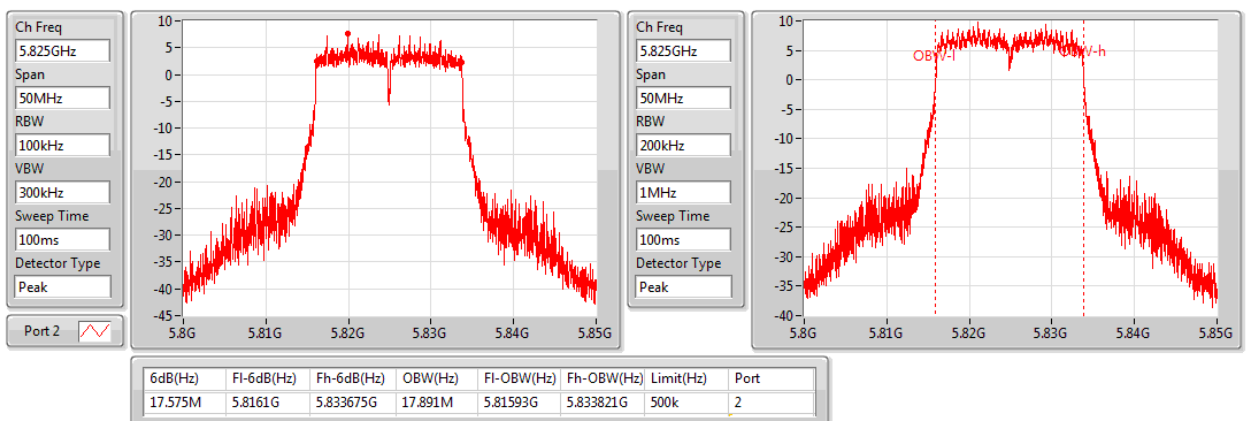 Ch Freq
5.825GHz
Span
50MHz
RBW
100kHz
VBW
300kHz
Sweep Time
100ms
Detector Type
Peak
Port 2
10
5
0
-5
-10
-15
-20
-25
-30
-35
-40
-45
5.8G 5.81G 5.82G 5.83G 5.84G 5.85G
Ch Freq
5.825GHz
Span
50MHz
RBW
200kHz
VBW
1MHz
Sweep Time
100ms
Detector Type
Peak
10
5
0
-5
-10
-15
-20
-25
-30
-35
-40
OBW-l OBW-h
5.8G 5.81G 5.82G 5.83G 5.84G 5.85G
6dB(Hz) Fl-6dB(Hz) Fh-6dB(Hz) OBW(Hz) Fl-OBW(Hz) Fh-OBW(Hz) Limit(Hz) Port
17.575M 5.8161G 5.833675G 17.891M 5.81593G 5.833821G 500k 2